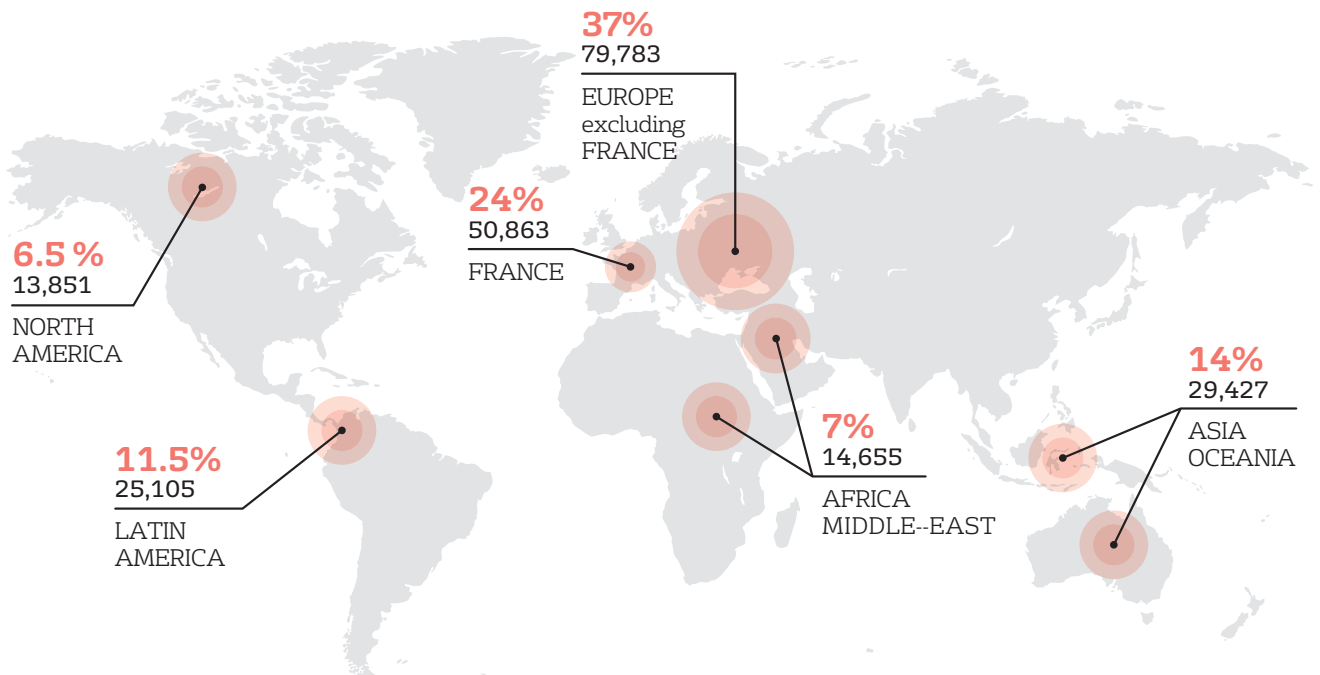 37%
79,783
EUROPE
excluding
FRANCE
24%
50,863
FRANCE
6.5 %
13,851
NORTH
AMERICA
14%
29,427
ASIA
OCEANIA
7%
14,655
AFRICA
MIDDLE--EAST
11.5%
25,105
LATIN
AMERICA